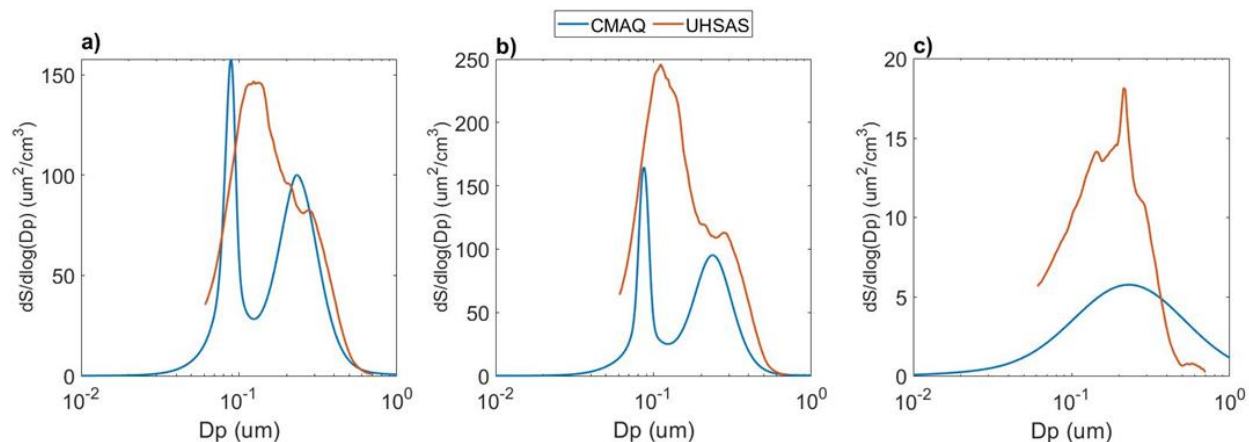 CMAQ UHSAS
a)
150
100
50
0
dS/dlog(Dp) (um²/cm³)
10⁻² 10⁻¹ 10⁰
Dp (um)
b)
250
200
150
100
50
0
dS/dlog(Dp) (um²/cm³)
10⁻² 10⁻¹ 10⁰
Dp (um)
c)
20
15
10
5
0
dS/dlog(Dp) (um²/cm³)
10⁻² 10⁻¹ 10⁰
Dp (um)